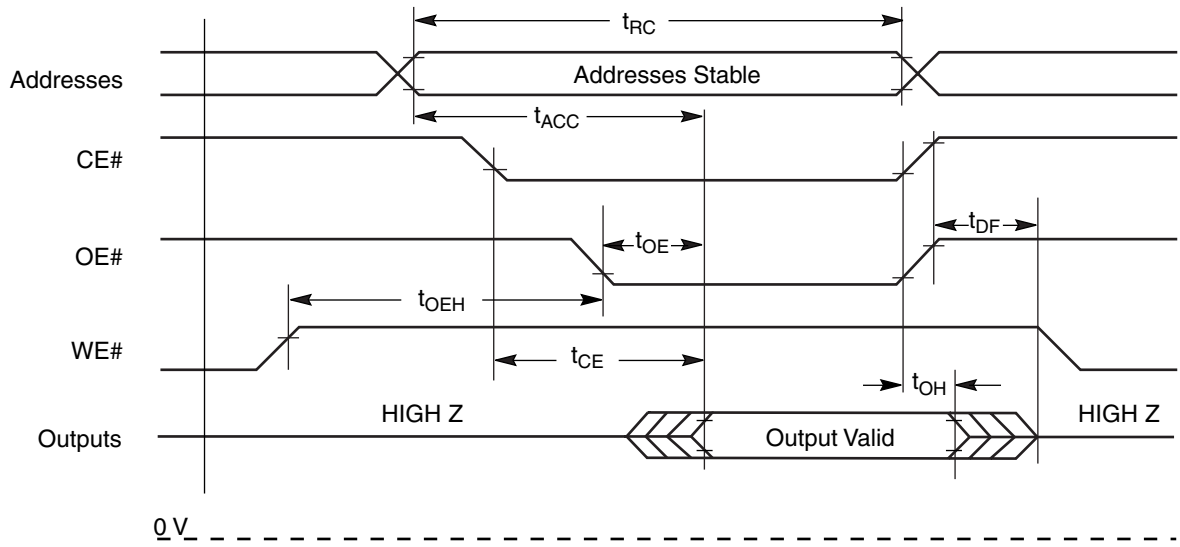 tRC
Addresses
Addresses Stable
tACC
CE#
tDF
OE#
tOE
tOEH
WE#
tCE
tOH
HIGH Z
HIGH Z
Outputs
Output Valid
0 V